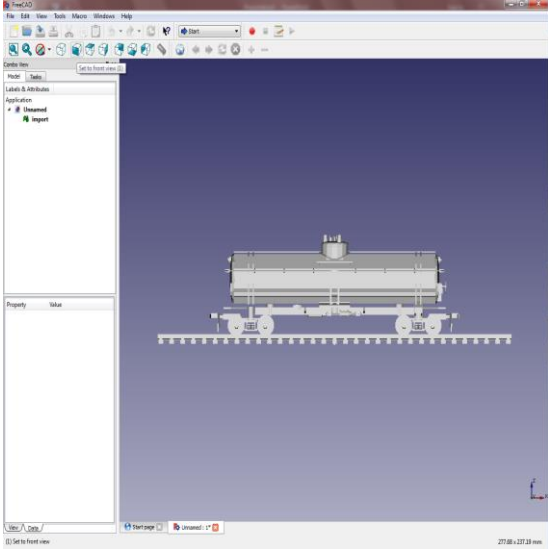 FreeCAD
File Edit View Tools Macro Windows Help
Start
Combo View
Set to front view (1)
Model Tasks
Labels & Attributes
Application
Unnamed
import
Property Value
View Data
Start page Unnamed : 1*
(1) Set to front view
277.88 x 237.19 mm